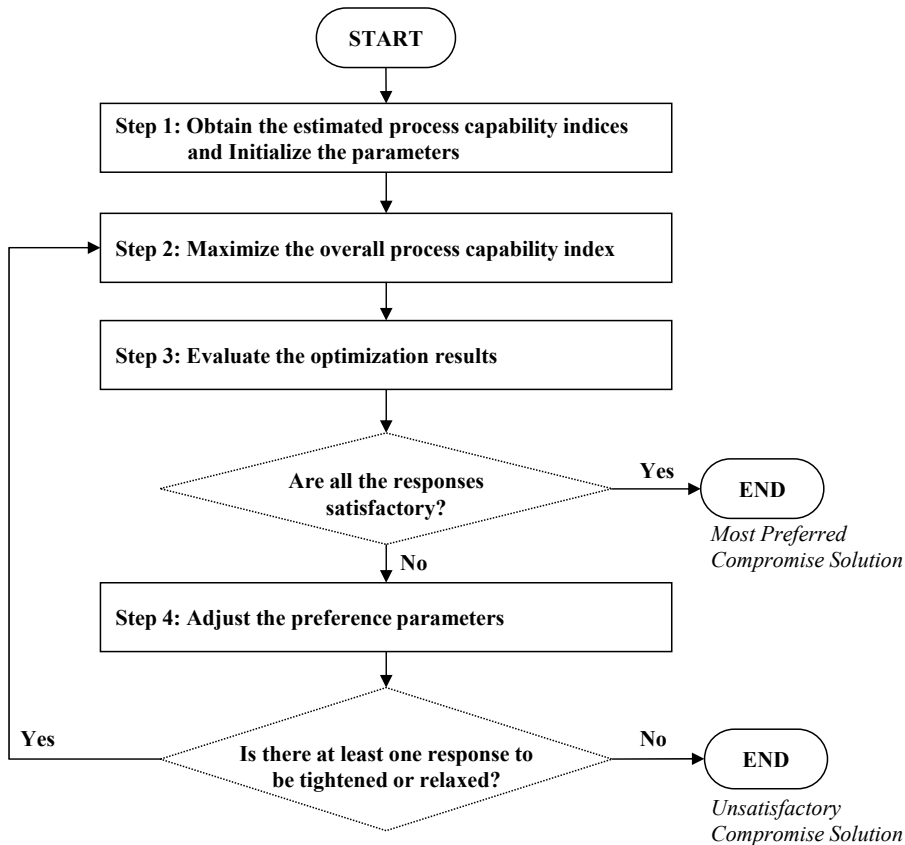 START
Step 1: Obtain the estimated process capability indices
and Initialize the parameters
Step 2: Maximize the overall process capability index
Step 3: Evaluate the optimization results
Are all the responses
satisfactory?
Yes
END
Most Preferred
Compromise Solution
No
Step 4: Adjust the preference parameters
Yes
Is there at least one response to
be tightened or relaxed?
No
END
Unsatisfactory
Compromise Solution